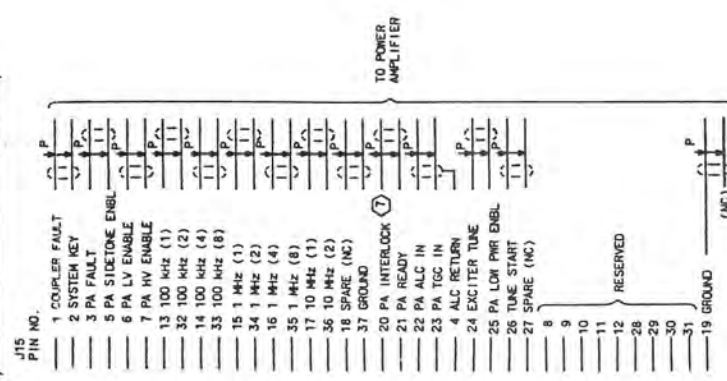 J15
PIN NO.
1 COUPLER FAULT
2 SYSTEM KEY
3 PA FAULT
5 PA SIDETONE ENBL
6 PA LV ENABLE
7 PA HV ENABLE
13 100 kHz (1)
32 100 kHz (2)
14 100 kHz (4)
33 100 kHz (8)
15 1 MHz (1)
34 1 MHz (2)
16 1 MHz (4)
35 1 MHz (8)
17 10 MHz (1)
36 10 MHz (2)
18 SPARE (NC)
37 GROUND
20 PA INTERLOCK 7
21 PA READY
22 PA ALC IN
23 PA TGC IN
4 ALC RETURN
24 EXCITER TUNE
25 PA LOW PWR ENBL
26 TUNE START
27 SPARE (NC)
8
9
10
11
12
28
29
30
31
RESERVED
19 GROUND
P
P
P
P
P
P
P
P
P
P
P
P
P
P
(NC)
TO POWER
AMPLIFIER